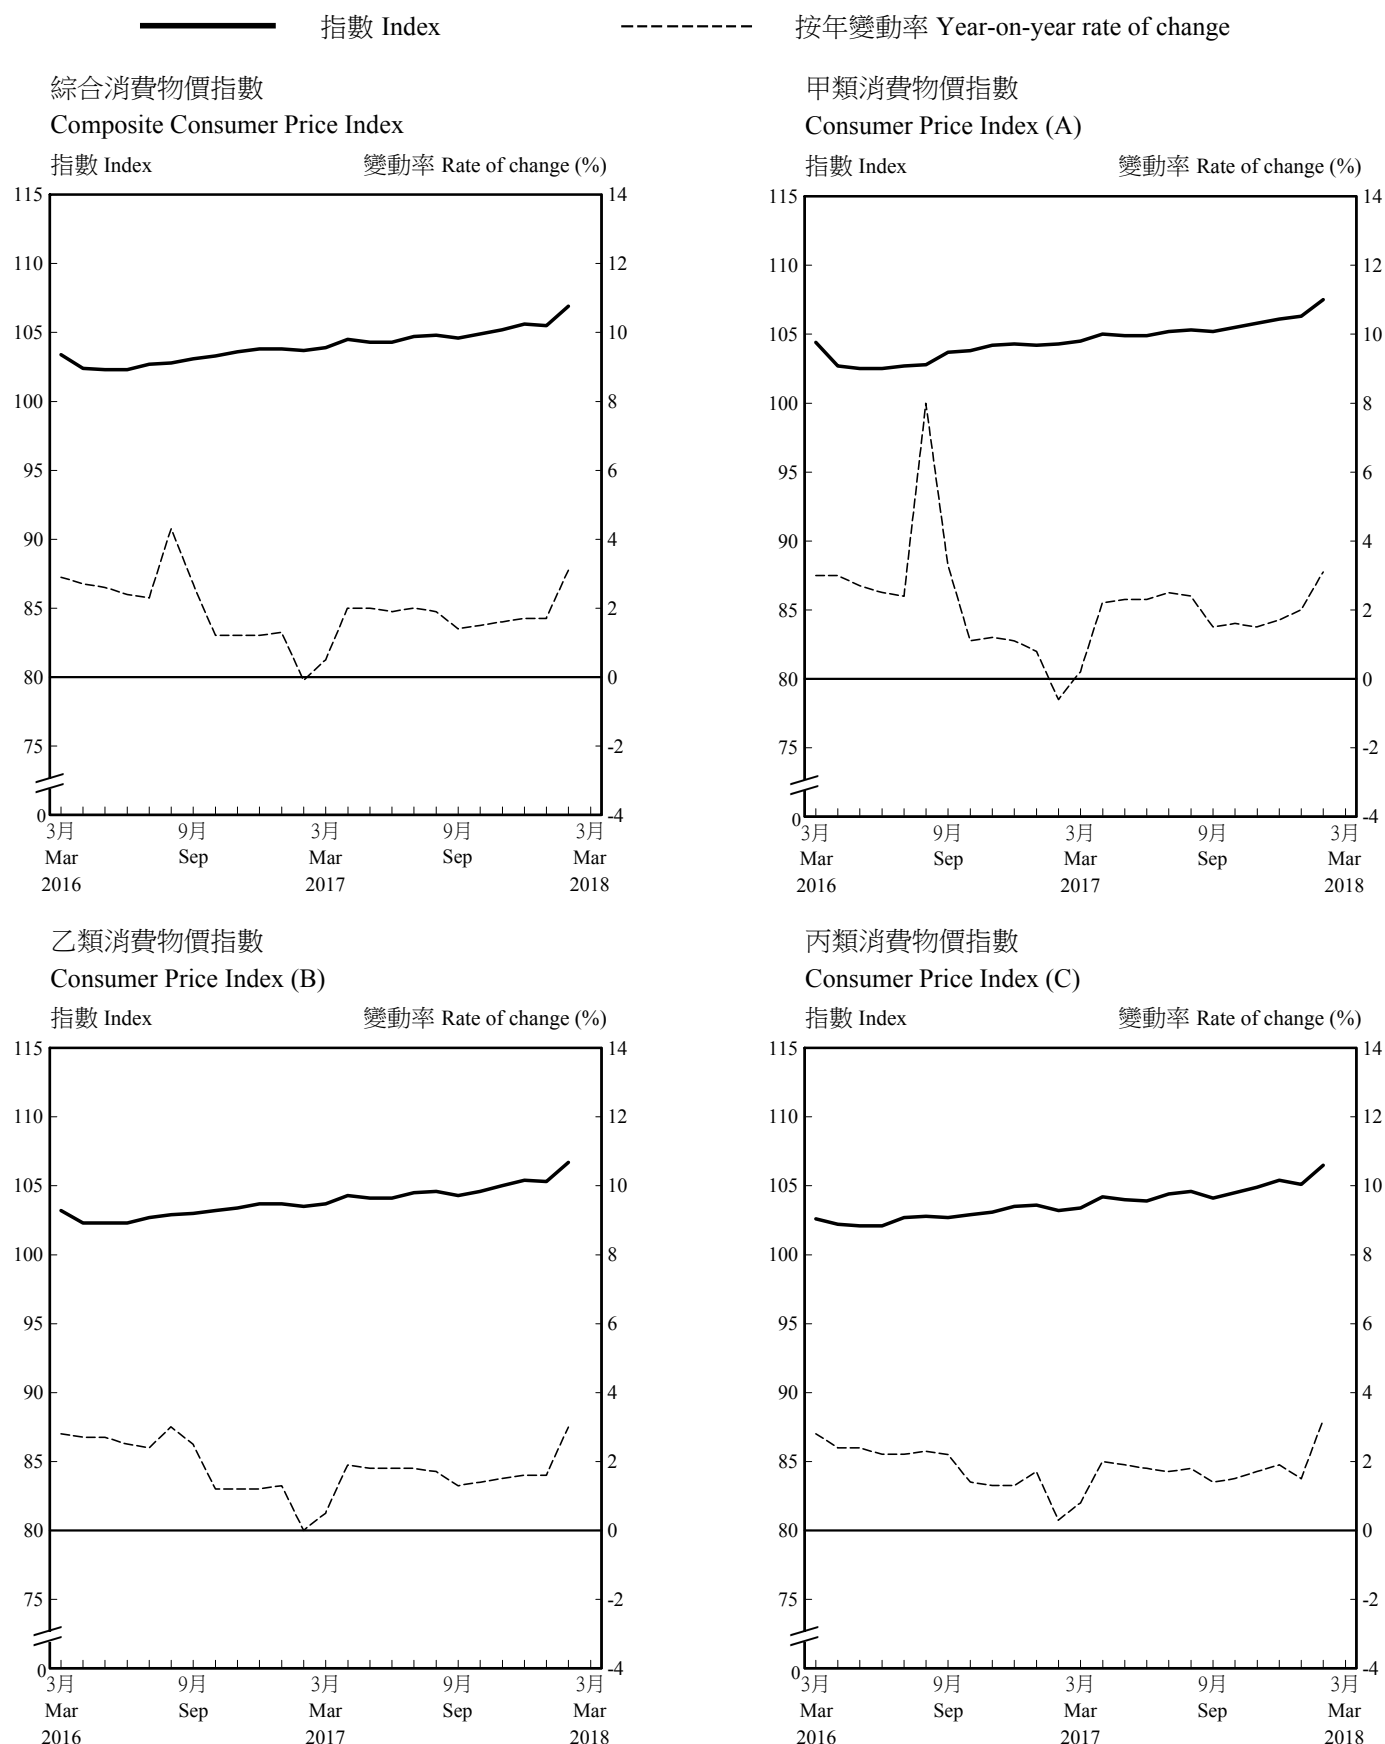 指數 Index
按年變動率 Year-on-year rate of change
綜合消費物價指數
Composite Consumer Price Index
指數 Index
變動率 Rate of change (%)
115
110
105
100
95
90
85
80
75
0
14
12
10
8
6
4
2
0
-2
-4
3月 9月 3月 9月 3月
Mar Sep Mar Sep Mar
2016 2017 2018
甲類消費物價指數
Consumer Price Index (A)
指數 Index
變動率 Rate of change (%)
115
110
105
100
95
90
85
80
75
0
14
12
10
8
6
4
2
0
-2
-4
3月 9月 3月 9月 3月
Mar Sep Mar Sep Mar
2016 2017 2018
乙類消費物價指數
Consumer Price Index (B)
指數 Index
變動率 Rate of change (%)
115
110
105
100
95
90
85
80
75
0
14
12
10
8
6
4
2
0
-2
-4
3月 9月 3月 9月 3月
Mar Sep Mar Sep Mar
2016 2017 2018
丙類消費物價指數
Consumer Price Index (C)
指數 Index
變動率 Rate of change (%)
115
110
105
100
95
90
85
80
75
0
14
12
10
8
6
4
2
0
-2
-4
3月 9月 3月 9月 3月
Mar Sep Mar Sep Mar
2016 2017 2018